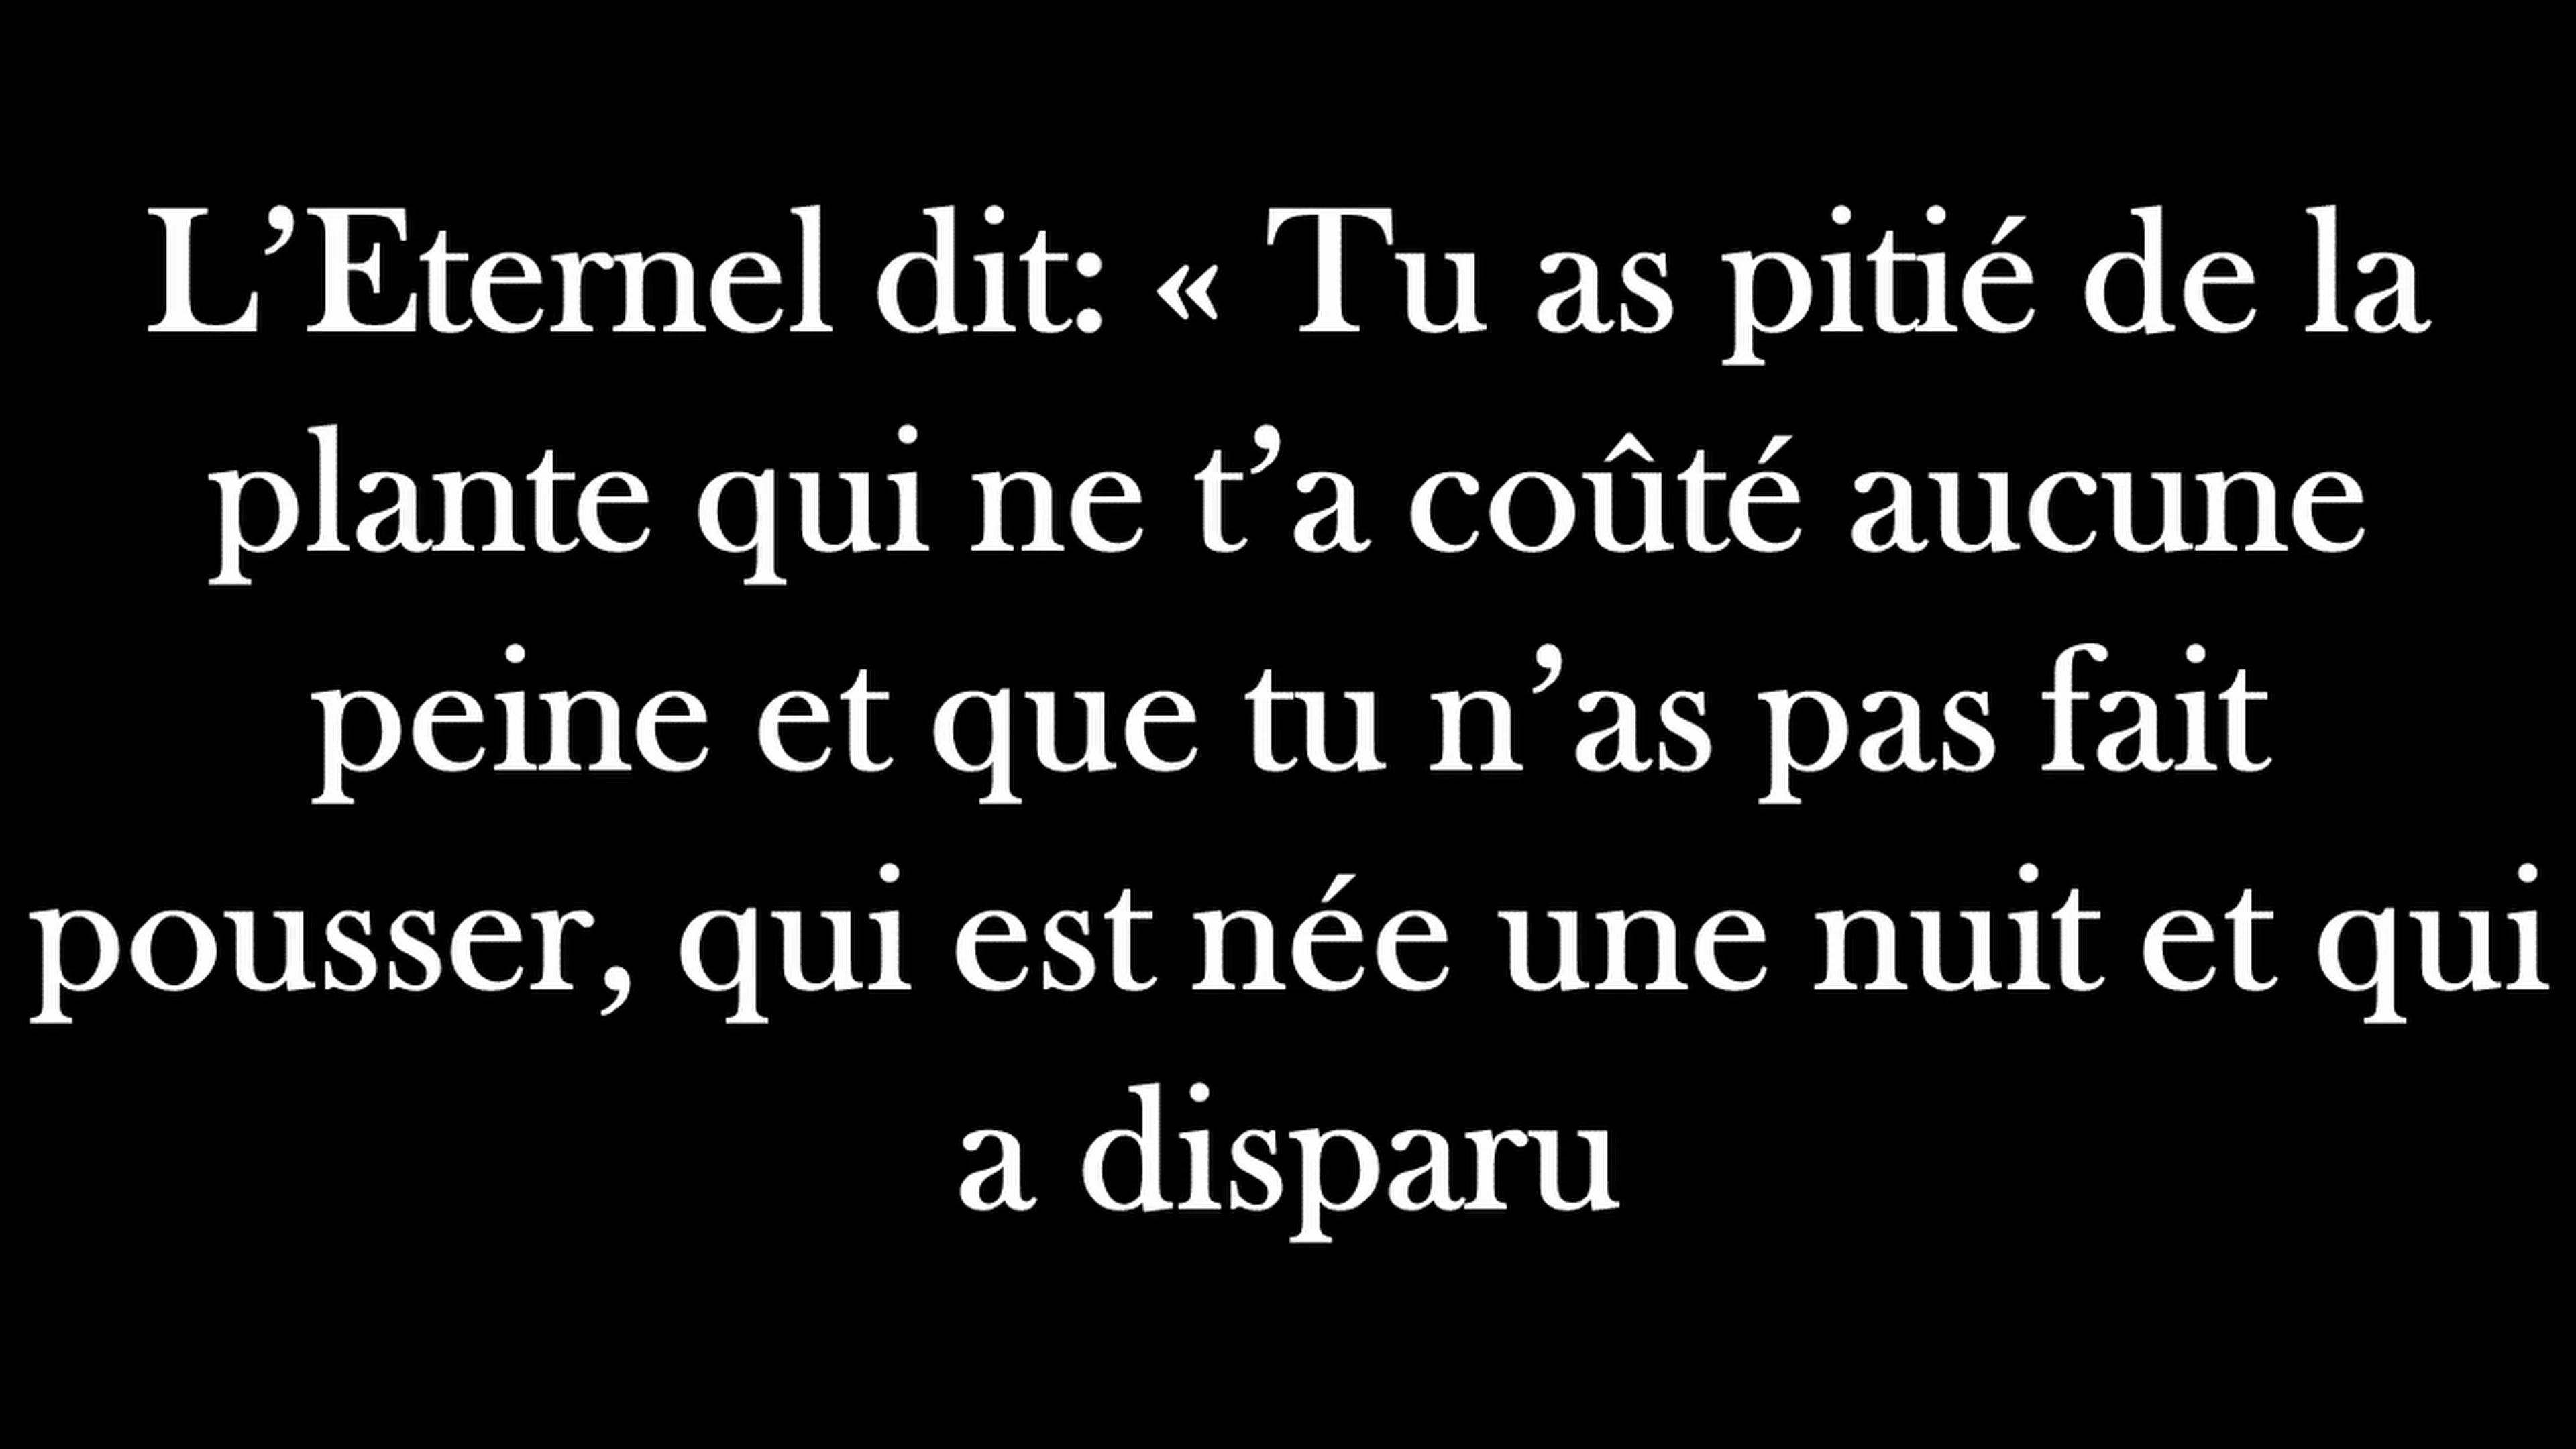 L’Eternel dit: « Tu as pitié de la
plante qui ne t’a coûté aucune
peine et que tu n’as pas fait
pousser, qui est née une nuit et qui
a disparu